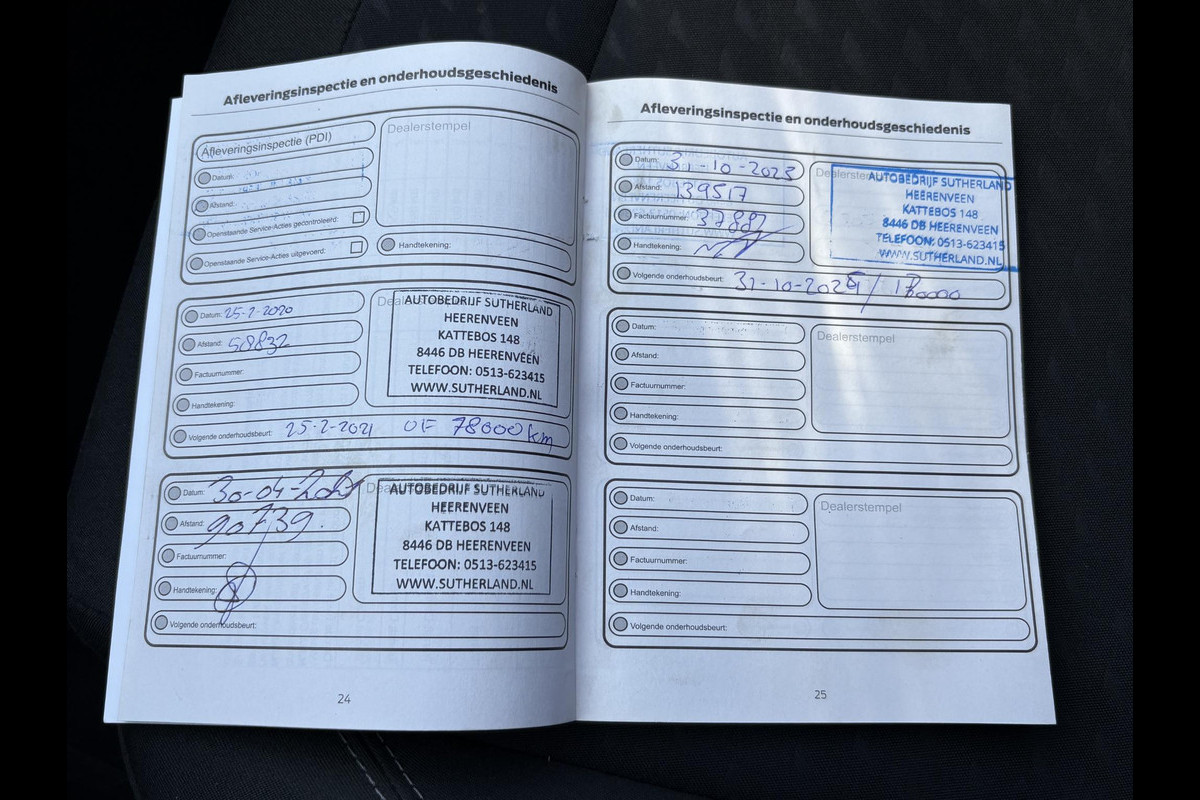 Afleveringsinspectie en onderhoudsgeschiedenis
Afleveringsinspectie (PDI)
Dealerstempel
Datum:
Afstand:
Openstaande Service-Acties gecontroleerd:
Openstaande Service-Acties uitgevoerd:
Handtekening:
Datum: 25-2-2020
Afstand: 58832
Factuurnummer:
Handtekening:
AUTOBEDRIJF SUTHERLAND
HEERENVEEN
KATTEBOS 148
8446 DB HEERENVEEN
TELEFOON: 0513-623415
WWW.SUTHERLAND.NL
Volgende onderhoudsbeurt: 25-2-2021 OF 78000 km
Datum: 30-04-2021
Afstand: 90739.
Factuurnummer:
Handtekening:
AUTOBEDRIJF SUTHERLAND
HEERENVEEN
KATTEBOS 148
8446 DB HEERENVEEN
TELEFOON: 0513-623415
WWW.SUTHERLAND.NL
Volgende onderhoudsbeurt:
24
Afleveringsinspectie en onderhoudsgeschiedenis
Datum: 31-10-2023
Afstand: 139517
Factuurnummer: 37882
Handtekening:
AUTOBEDRIJF SUTHERLAND
HEERENVEEN
KATTEBOS 148
8446 DB HEERENVEEN
TELEFOON: 0513-623415
WWW.SUTHERLAND.NL
Volgende onderhoudsbeurt: 31-10-2025 /
Datum:
Afstand:
Factuurnummer:
Handtekening:
Dealerstempel
Volgende onderhoudsbeurt:
Datum:
Afstand:
Factuurnummer:
Handtekening:
Dealerstempel
Volgende onderhoudsbeurt:
25